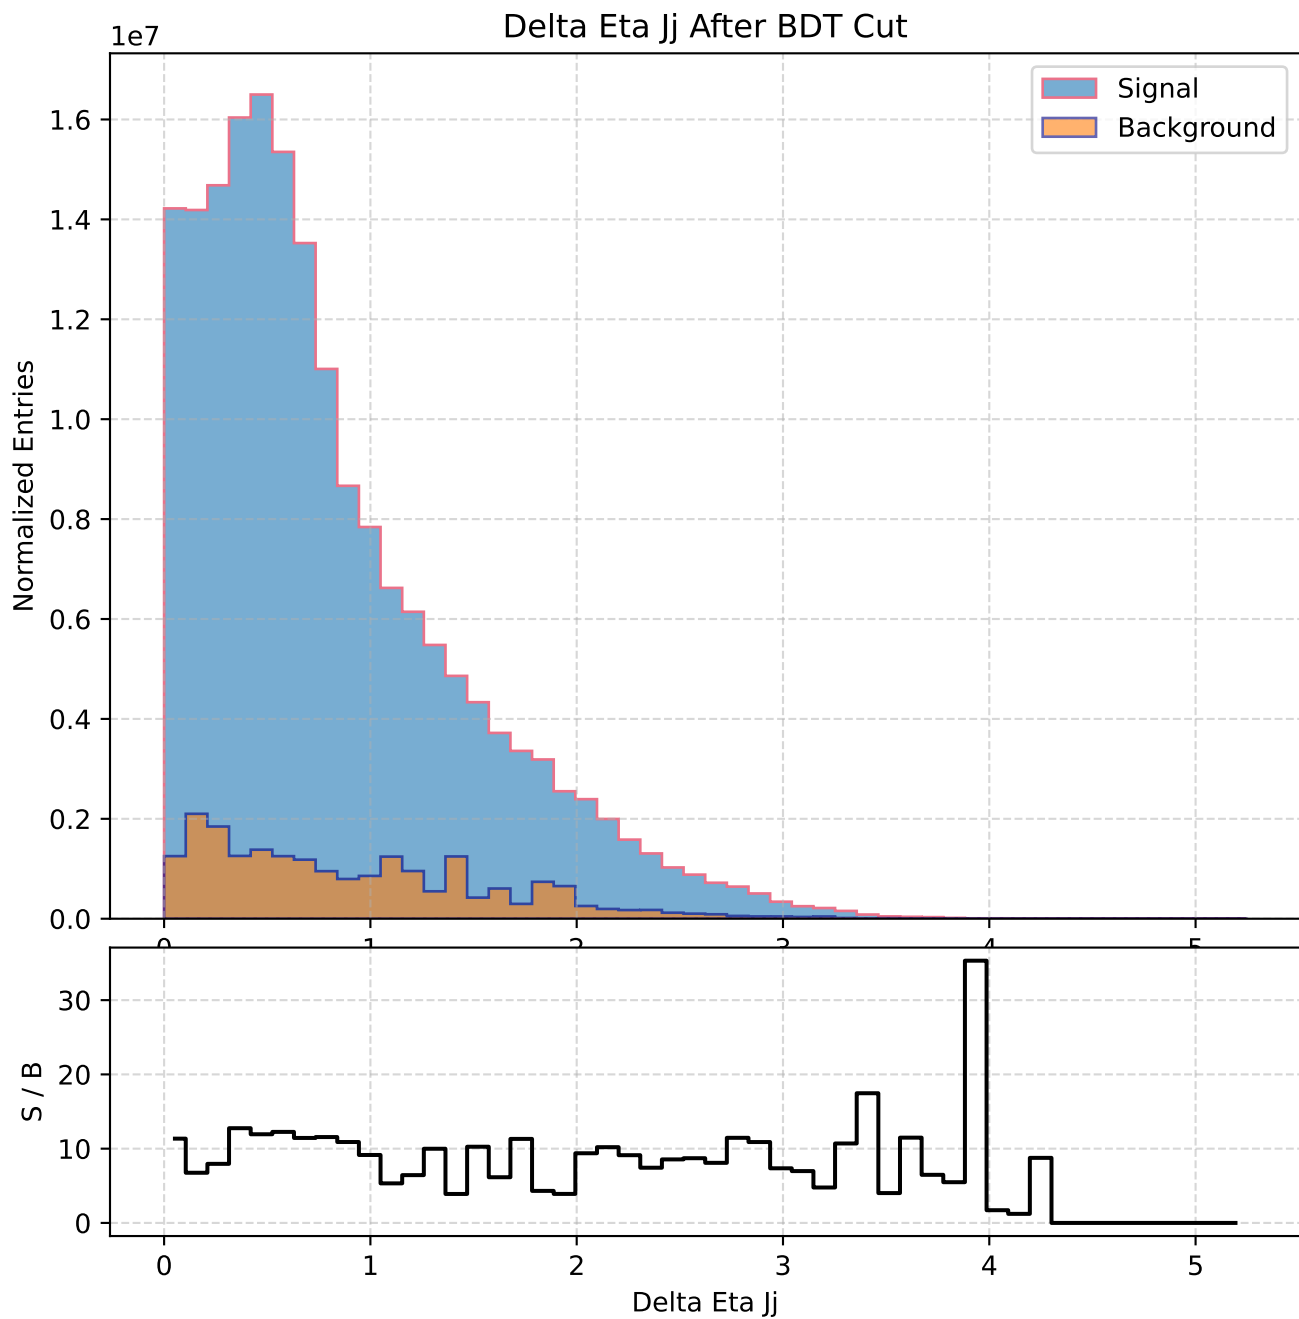 Delta Eta Jj After BDT Cut
1e7
Signal
Background
1.6
1.4
1.2
1.0
0.8
0.6
0.4
0.2
0.0
Normalized Entries
0 1 2 3 4 5
30
20
10
0
S / B
0 1 2 3 4 5
Delta Eta Jj